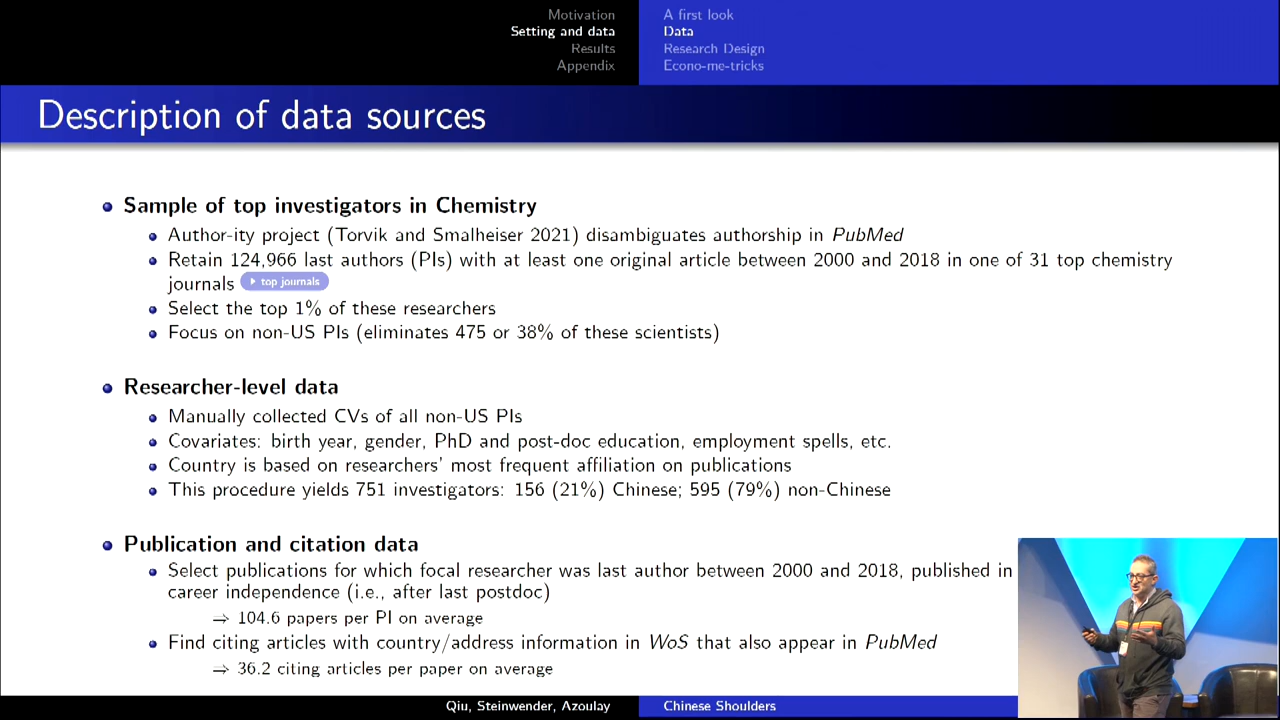 Motivation
Setting and data
Results
Appendix
A first look
Data
Research Design
Econo-me-tricks
Description of data sources
Sample of top investigators in Chemistry
Author-ity project (Torvik and Smalheiser 2021) disambiguates authorship in PubMed
Retain 124,966 last authors (PIs) with at least one original article between 2000 and 2018 in one of 31 top chemistry
journals top journals
Select the top 1% of these researchers
Focus on non-US PIs (eliminates 475 or 38% of these scientists)
Researcher-level data
Manually collected CVs of all non-US PIs
Covariates: birth year, gender, PhD and post-doc education, employment spells, etc.
Country is based on researchers' most frequent affiliation on publications
This procedure yields 751 investigators: 156 (21%) Chinese; 595 (79%) non-Chinese
Publication and citation data
Select publications for which focal researcher was last author between 2000 and 2018, published in
career independence (i.e., after last postdoc)
⇒ 104.6 papers per PI on average
Find citing articles with country/address information in WoS that also appear in PubMed
⇒ 36.2 citing articles per paper on average
Qiu, Steinwender, Azoulay
Chinese Shoulders